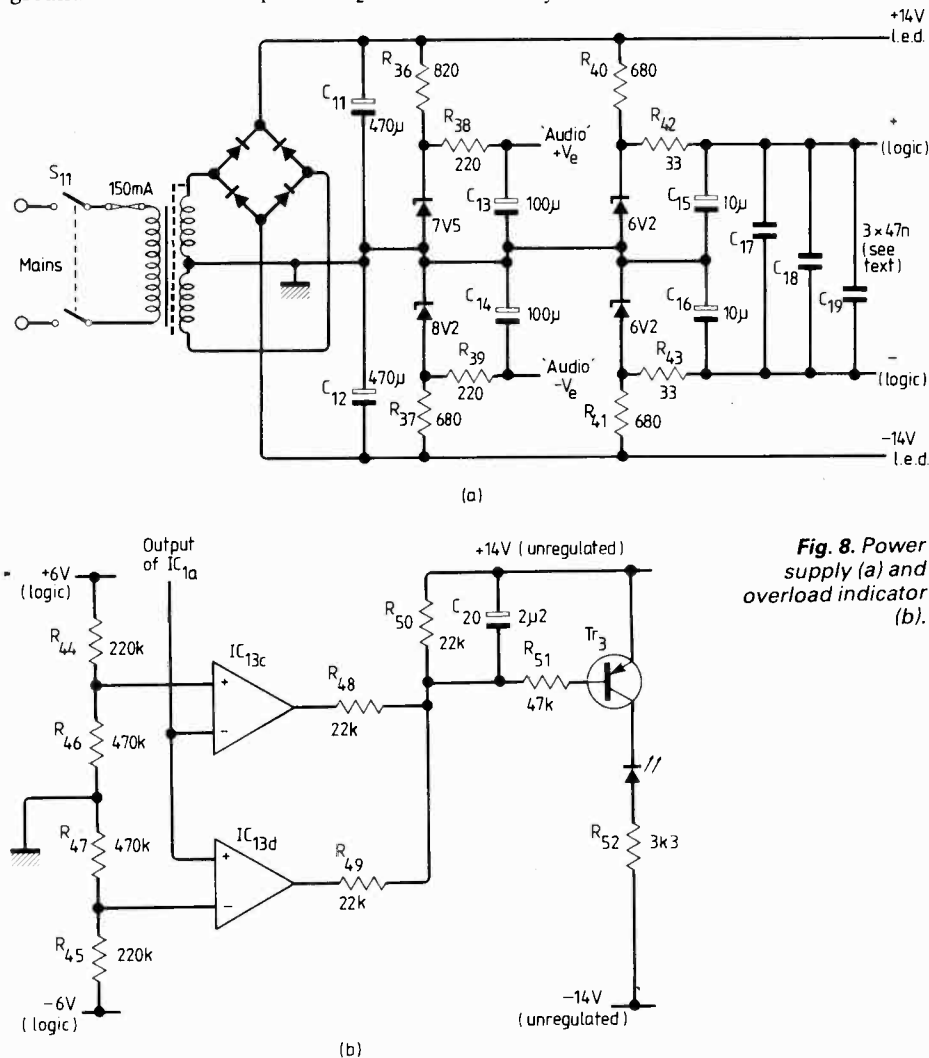 +14V
l.e.d.
R36
820
R40
680
C11
470µ
R38
220
'Audio'
+Ve
R42
33
+
(logic)
S11
150mA
7V5
C13
100µ
6V2
C15
10µ
C17
C18
3 × 47n
(see
text)
C19
Mains
8V2
C14
100µ
6V2
C16
10µ
R39
220
'Audio'
-Ve
R43
33
-
(logic)
C12
470µ
R37
680
R41
680
-14V
l.e.d.
(a)
Output
of IC1a
+6V
(logic)
+14V (unregulated)
Fig. 8. Power
supply (a) and
overload indicator
(b).
R44
220k
R50
22k
C20
2µ2
R51
47k
Tr3
IC13c
+
-
R48
22k
R46
470k
R47
470k
IC13d
+
-
R49
22k
R52
3k3
R45
220k
-6V
(logic)
-14V
(unregulated)
(b)